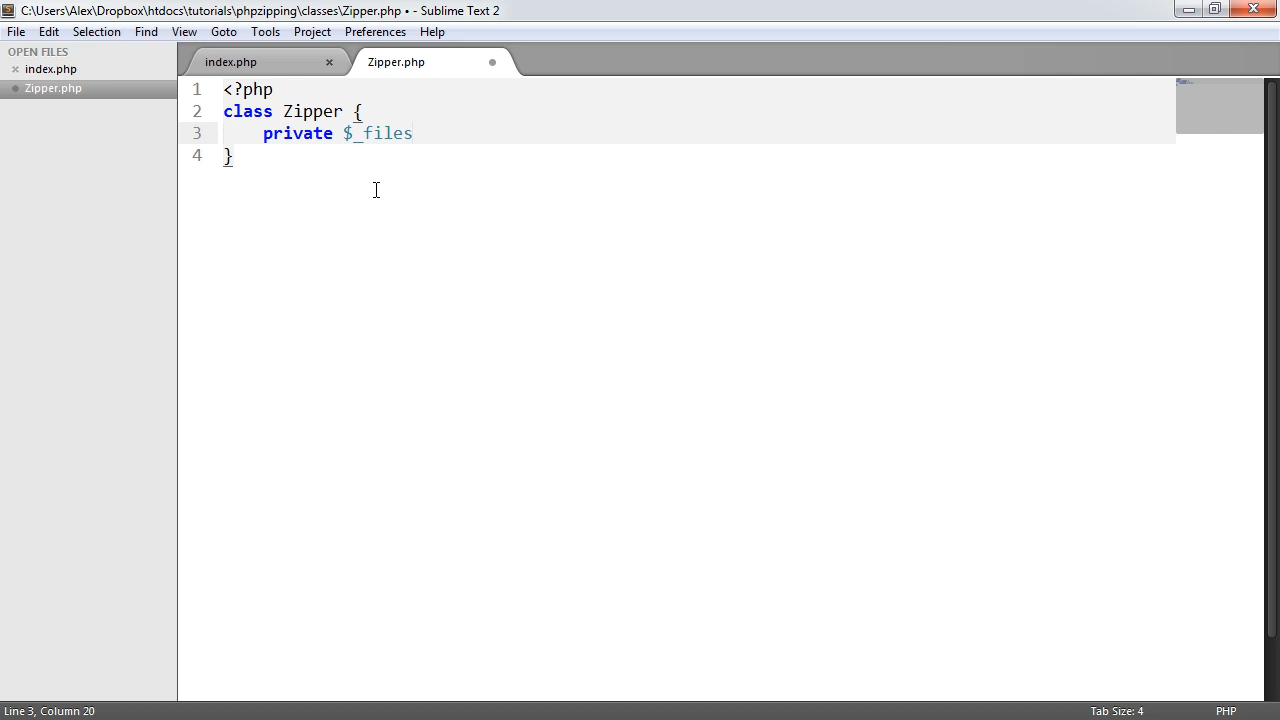 C:\Users\Alex\Dropbox\htdocs\tutorials\phpzipping\classes\Zipper.php • - Sublime Text 2
File Edit Selection Find View Goto Tools Project Preferences Help
OPEN FILES
index.php
Zipper.php
index.php
Zipper.php
1 <?php
2 class Zipper {
3 private $_files
4 }
Line 3, Column 20
Tab Size: 4
PHP